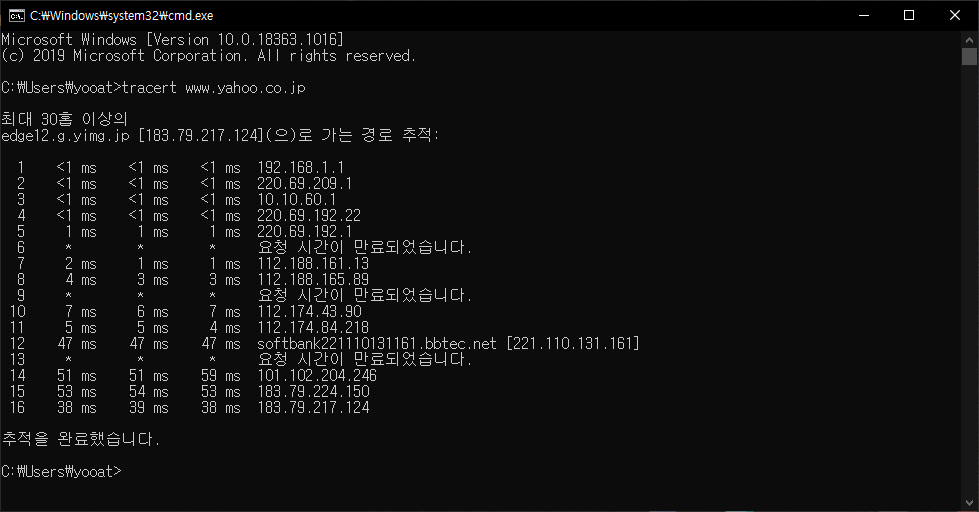 C:₩Windows₩system32₩cmd.exe
Microsoft Windows [Version 10.0.18363.1016]
(c) 2019 Microsoft Corporation. All rights reserved.
C:₩Users₩yooat>tracert www.yahoo.co.jp
최대 30홉 이상의
edge12.g.yimg.jp [183.79.217.124](으)로 가는 경로 추적:
1 <1 ms <1 ms <1 ms 192.168.1.1
2 <1 ms <1 ms <1 ms 220.69.209.1
3 <1 ms <1 ms <1 ms 10.10.60.1
4 <1 ms <1 ms <1 ms 220.69.192.22
5 1 ms 1 ms 1 ms 220.69.192.1
6 * * * 요청 시간이 만료되었습니다.
7 2 ms 1 ms 1 ms 112.188.161.13
8 4 ms 3 ms 3 ms 112.188.165.89
9 * * * 요청 시간이 만료되었습니다.
10 7 ms 6 ms 7 ms 112.174.43.90
11 5 ms 5 ms 4 ms 112.174.84.218
12 47 ms 47 ms 47 ms softbank221110131161.bbtec.net [221.110.131.161]
13 * * * 요청 시간이 만료되었습니다.
14 51 ms 51 ms 59 ms 101.102.204.246
15 53 ms 54 ms 53 ms 183.79.224.150
16 38 ms 39 ms 38 ms 183.79.217.124
추적을 완료했습니다.
C:₩Users₩yooat>